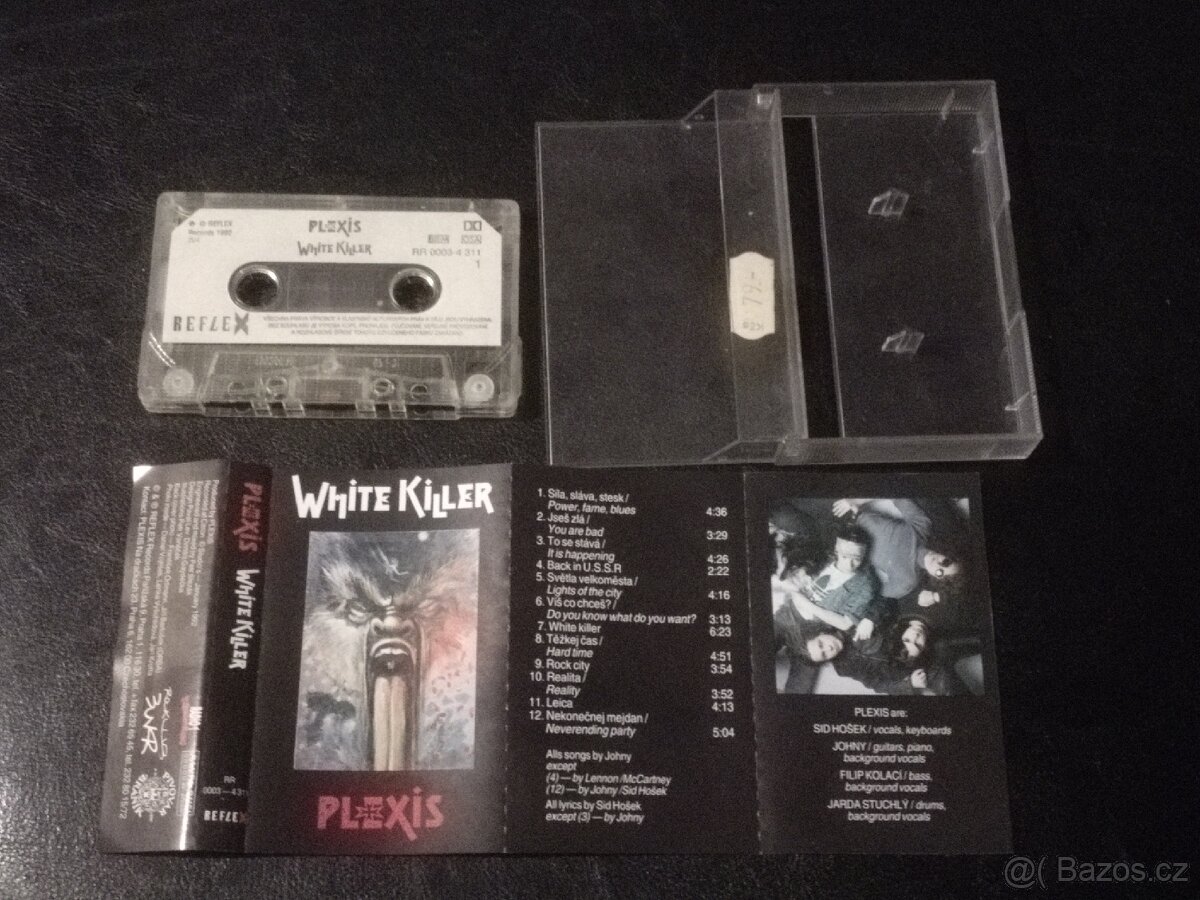 ℗ © REFLEX
Records 1992
PLEXIS
WHITE KILLER
RR 0003-4 311
1
REFLEX
79.-
Kčs
PLEXIS WHITE KILLER
RR
0003-4 311
REFLEX
WHITE KILLER
PLEXIS
1. Síla, sláva, stesk /
Power, fame, blues 4:36
2. Jseš zlá /
You are bad 3:29
3. To se stává /
It is happening 4:26
4. Back in U.S.S.R 2:22
5. Světla velkoměsta /
Lights of the city 4:16
6. Víš co chceš? /
Do you know what do you want? 3:13
7. White killer 6:23
8. Těžkej čas /
Hard time 4:51
9. Rock city 3:54
10. Realita /
Reality 3:52
11. Leica 4:13
12. Nekonečnej mejdan /
Neverending party 5:04
Alls songs by Johny
except
(4) — by Lennon /McCartney
(12) — by Johny /Sid Hošek
All lyrics by Sid Hošek
except (3) — by Johny
PLEXIS are:
SID HOŠEK / vocals, keyboards
JOHNY / guitars, piano,
background vocals
FILIP KOLACÍ / bass,
background vocals
JARDA STUCHLÝ / drums,
background vocals
@( Bazos.cz